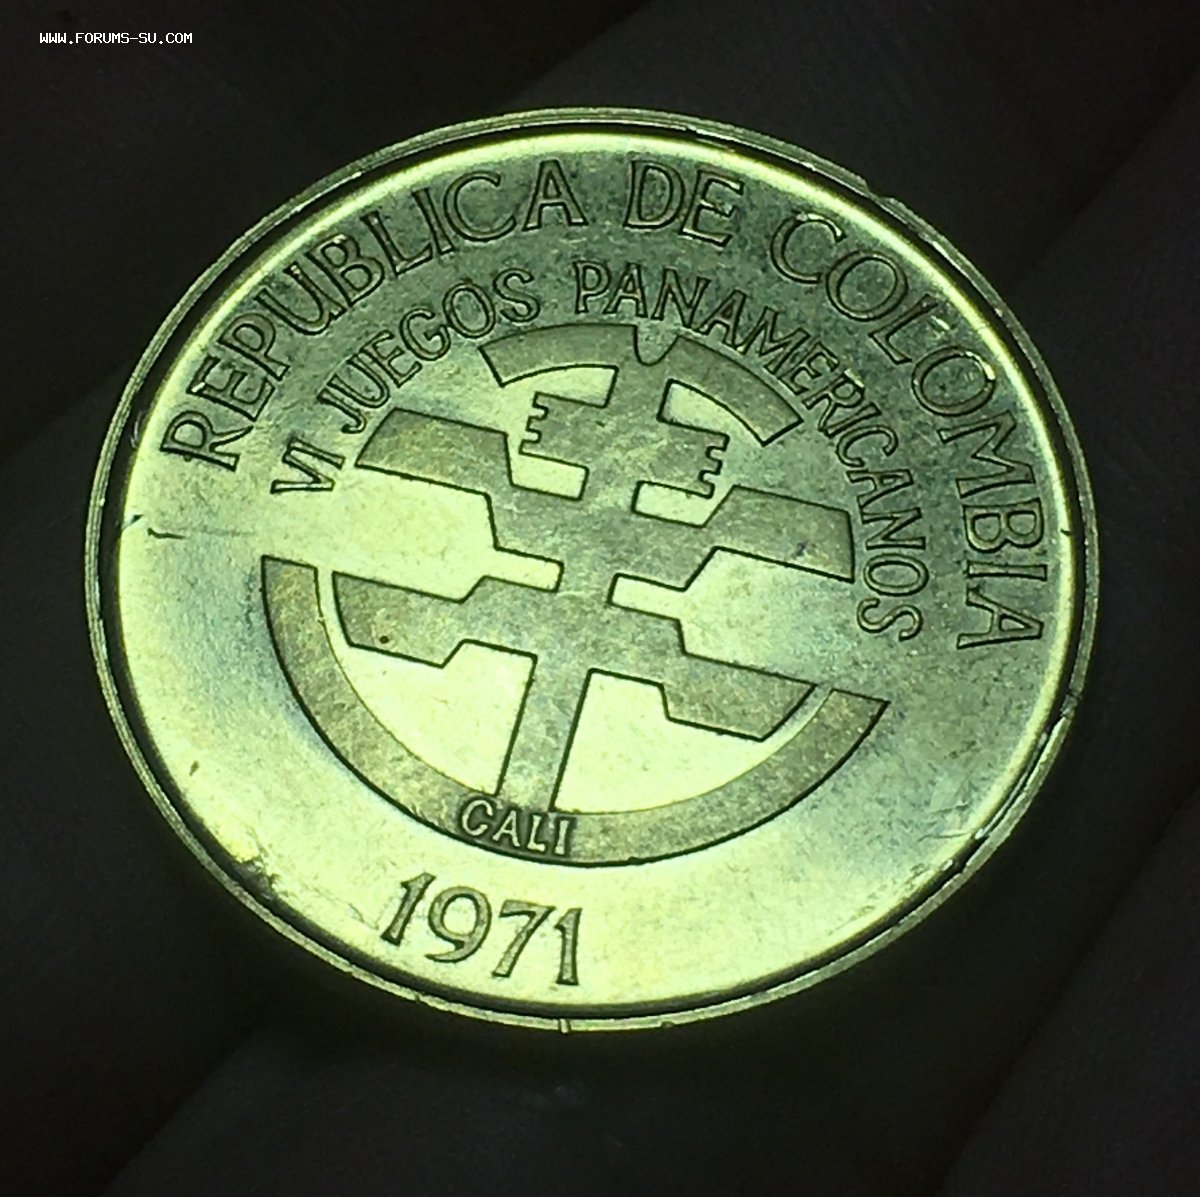 WWW.FORUMS-SU.COM
REPUBLICA DE COLOMBIA
VI JUEGOS PANAMERICANOS
CALI
1971